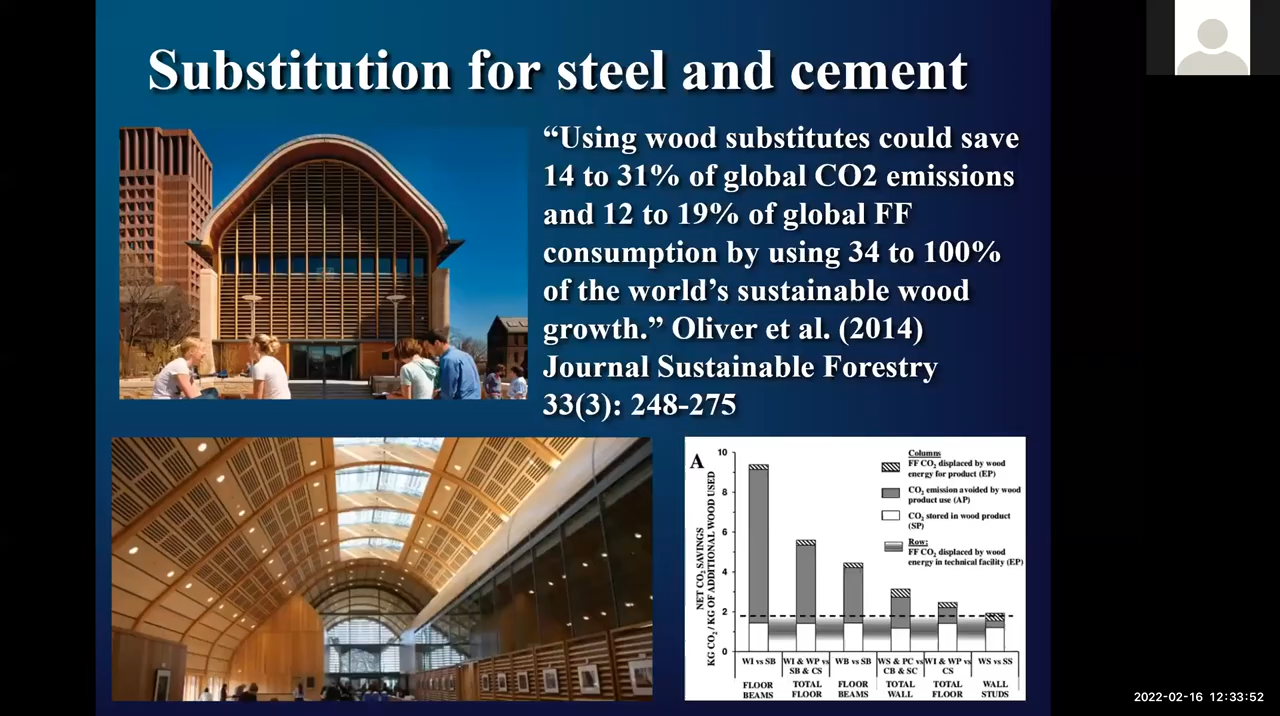 Substitution for steel and cement
“Using wood substitutes could save
14 to 31% of global CO2 emissions
and 12 to 19% of global FF
consumption by using 34 to 100%
of the world’s sustainable wood
growth.” Oliver et al. (2014)
Journal Sustainable Forestry
33(3): 248-275
A
NET CO₂ SAVINGS
KG CO₂ / KG OF ADDITIONAL WOOD USED
10
8
6
4
2
0
Columns
FF CO₂ displaced by wood
energy for product (EP)
CO₂ emission avoided by wood
product use (AP)
CO₂ stored in wood product
(SP)
Row:
FF CO₂ displaced by wood
energy in technical facility (EP)
WI vs SB
WI & WP vs
SB & CS
WB vs SB
WS & PC vs
CB & SC
WI & WP vs
CS
WS vs SS
FLOOR
BEAMS
TOTAL
FLOOR
FLOOR
BEAMS
TOTAL
WALL
TOTAL
FLOOR
WALL
STUDS
2022-02-16 12:33:52